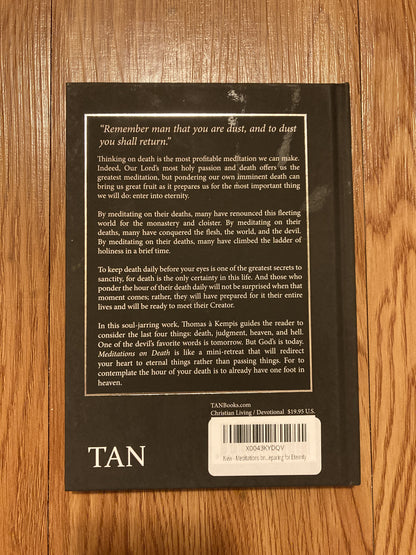 “Remember man that you are dust, and to dust
you shall return.”
Thinking on death is the most profitable meditation we can make.
Indeed, Our Lord’s most holy passion and death offers us the
greatest meditation, but pondering our own imminent death can
bring us great fruit as it prepares us for the most important thing
we will do: enter into eternity.
By meditating on their deaths, many have renounced this fleeting
world for the monastery and cloister. By meditating on their
deaths, many have conquered the flesh, the world, and the devil.
By meditating on their deaths, many have climbed the ladder of
holiness in a brief time.
To keep death daily before your eyes is one of the greatest secrets to
sanctity, for death is the only certainty in this life. And those who
ponder the hour of their death daily will not be surprised when that
moment comes; rather, they will have prepared for it their entire
lives and will be ready to meet their Creator.
In this soul-jarring work, Thomas à Kempis guides the reader to
consider the last four things: death, judgment, heaven, and hell.
One of the devil’s favorite words is tomorrow. But God’s is today.
Meditations on Death is like a mini-retreat that will redirect
your heart to eternal things rather than passing things. For to
contemplate the hour of your death is to already have one foot in
heaven.
TANBooks.com
Christian Living / Devotional $19.95 U.S.
X0043KYDQV
New - Meditations on...eparing for Eternity
TAN